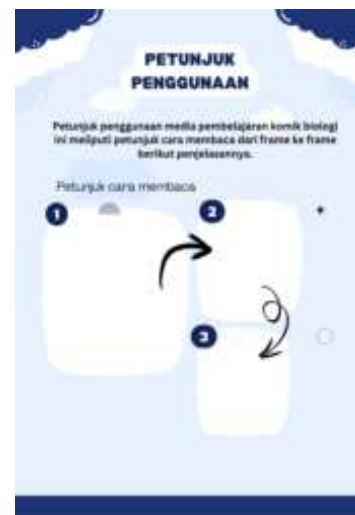 PETUNJUK
PENGGUNAAN
Petunjuk penggunaan media pembelajaran komik biologi
ini meliputi petunjuk cara membaca dari frame ke frame
berikut penjelasannya.
Petunjuk cara membaca
1
2
3